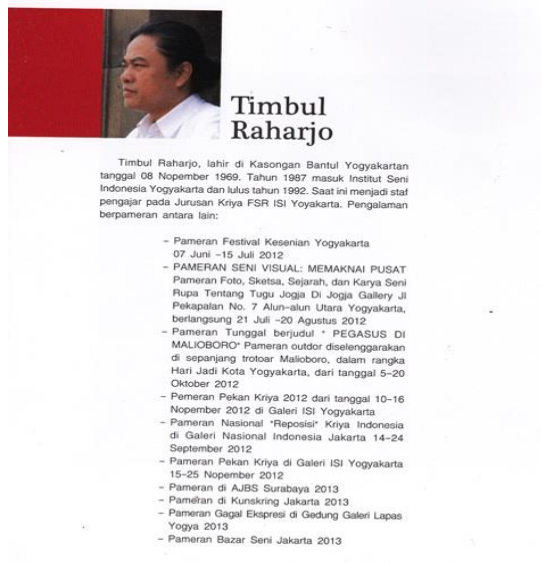 Timbul
Raharjo
Timbul Raharjo, lahir di Kasongan Bantul Yogyakartan
tanggal 08 Nopember 1969. Tahun 1987 masuk Institut Seni
Indonesia Yogyakarta dan lulus tahun 1992. Saat ini menjadi staf
pengajar pada Jurusan Kriya FSR ISI Yoyakarta. Pengalaman
berpameran antara lain:
– Pameran Festival Kesenian Yogyakarta
07 Juni –15 Juli 2012
– PAMERAN SENI VISUAL: MEMAKNAI PUSAT
Pameran Foto, Sketsa, Sejarah, dan Karya Seni
Rupa Tentang Tugu Jogja Di Jogja Gallery Jl
Pekapalan No. 7 Alun–alun Utara Yogyakarta,
berlangsung 21 Juli –20 Agustus 2012
– Pameran Tunggal berjudul " PEGASUS DI
MALIOBORO" Pameran outdor diselenggarakan
di sepanjang trotoar Malioboro, dalam rangka
Hari Jadi Kota Yogyakarta, dari tanggal 5–20
Oktober 2012
– Pemeran Pekan Kriya 2012 dari tanggal 10–16
Nopember 2012 di Galeri ISI Yogyakarta
– Pameran Nasional "Reposisi" Kriya Indonesia
di Galeri Nasional Indonesia Jakarta 14–24
September 2012
– Pameran Pekan Kriya di Galeri ISI Yogyakarta
15–25 Nopember 2012
– Pameran di AJBS Surabaya 2013
– Pameran di Kunskring Jakarta 2013
– Pameran Gagal Ekspresi di Gedung Galeri Lapas
Yogya 2013
– Pameran Bazar Seni Jakarta 2013